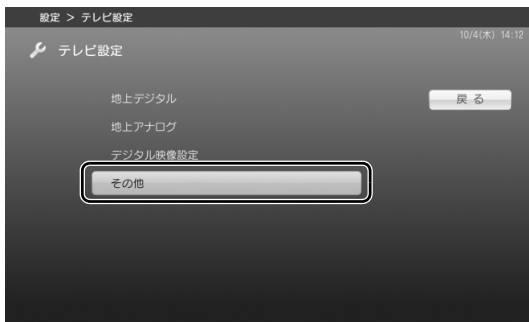 設定 > テレビ設定
10/4(木) 14:12
テレビ設定
地上デジタル
戻る
地上アナログ
デジタル映像設定
その他